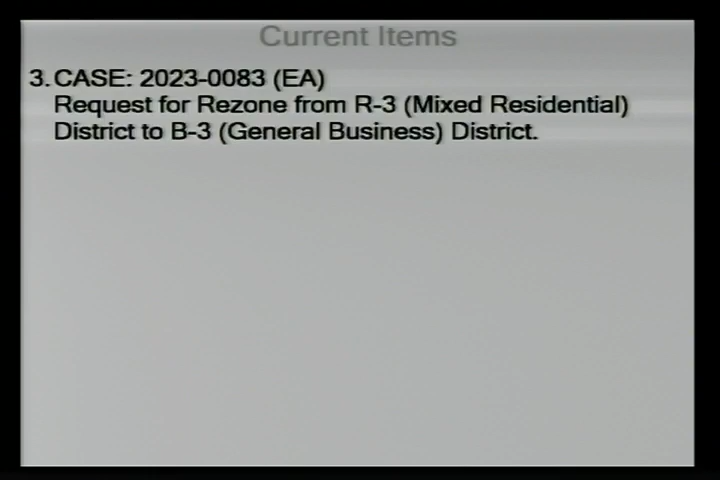 Current Items
3. CASE: 2023-0083 (EA)
Request for Rezone from R-3 (Mixed Residential)
District to B-3 (General Business) District.